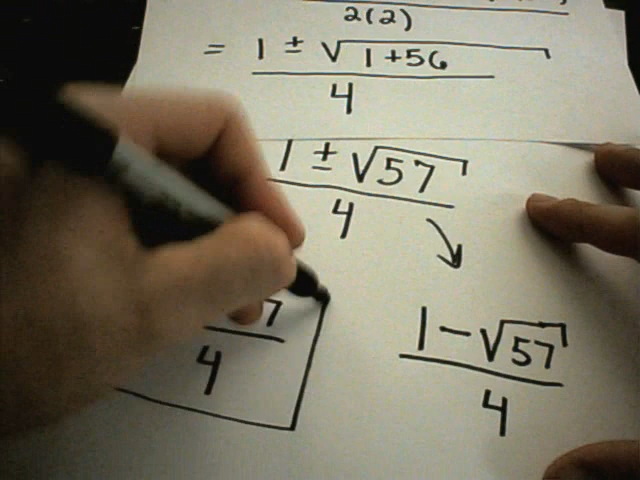 2(2)
= 1 ± √1+56
4
1 ± √57
4
7
4
1 - √57
4